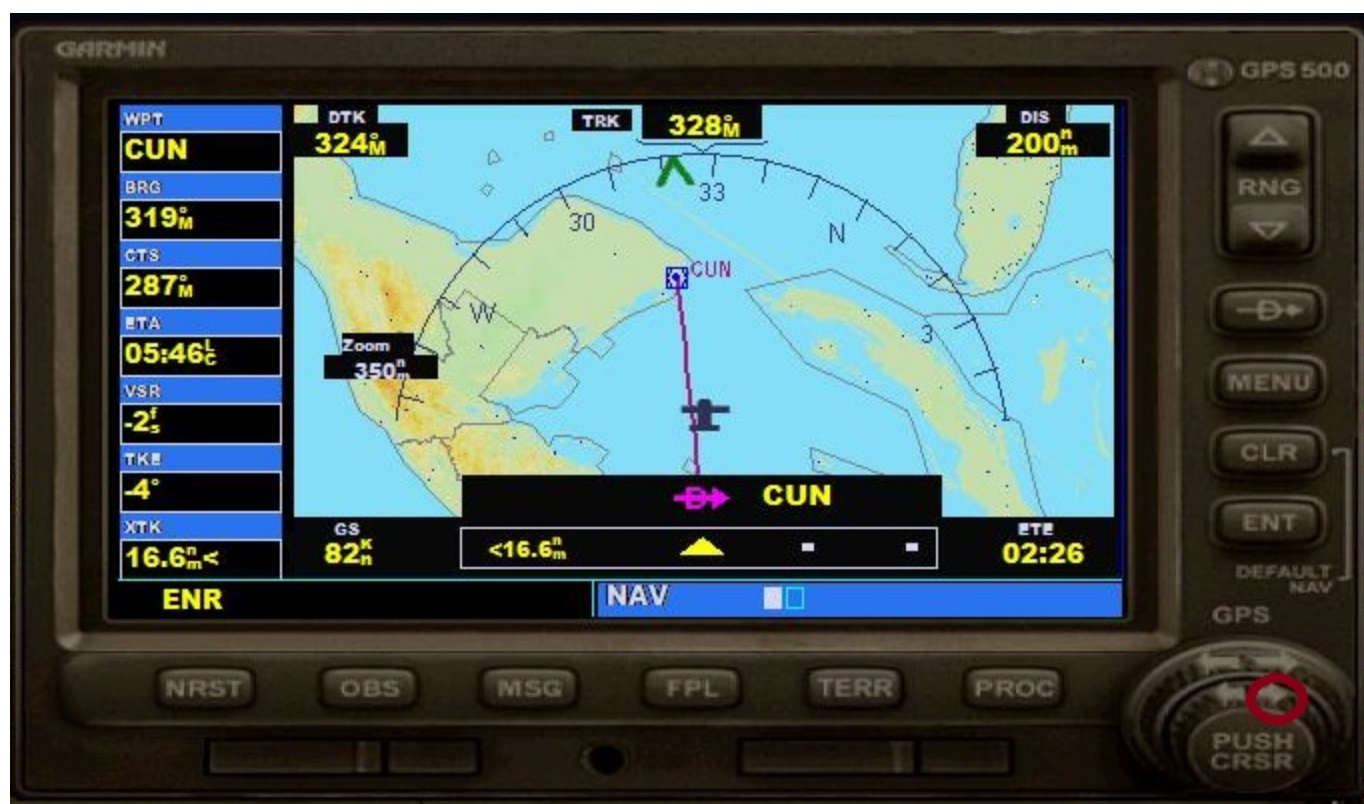 GARMIN
GPS 500
WPT
CUN
BRG
319°M
CTS
287°M
ETA
05:46LC
VSR
-2fs
TKE
-4°
XTK
16.6nm<
DTK
324°M
TRK 328°M
DIS
200nm
33
30
N
CUN
W
3
Zoom
350nm
D CUN
GS
82Kn
<16.6nm
ETE
02:26
ENR
NAV
RNG
D
MENU
CLR
ENT
DEFAULT
NAV
GPS
NRST OBS MSG FPL TERR PROC
PUSH
CRSR